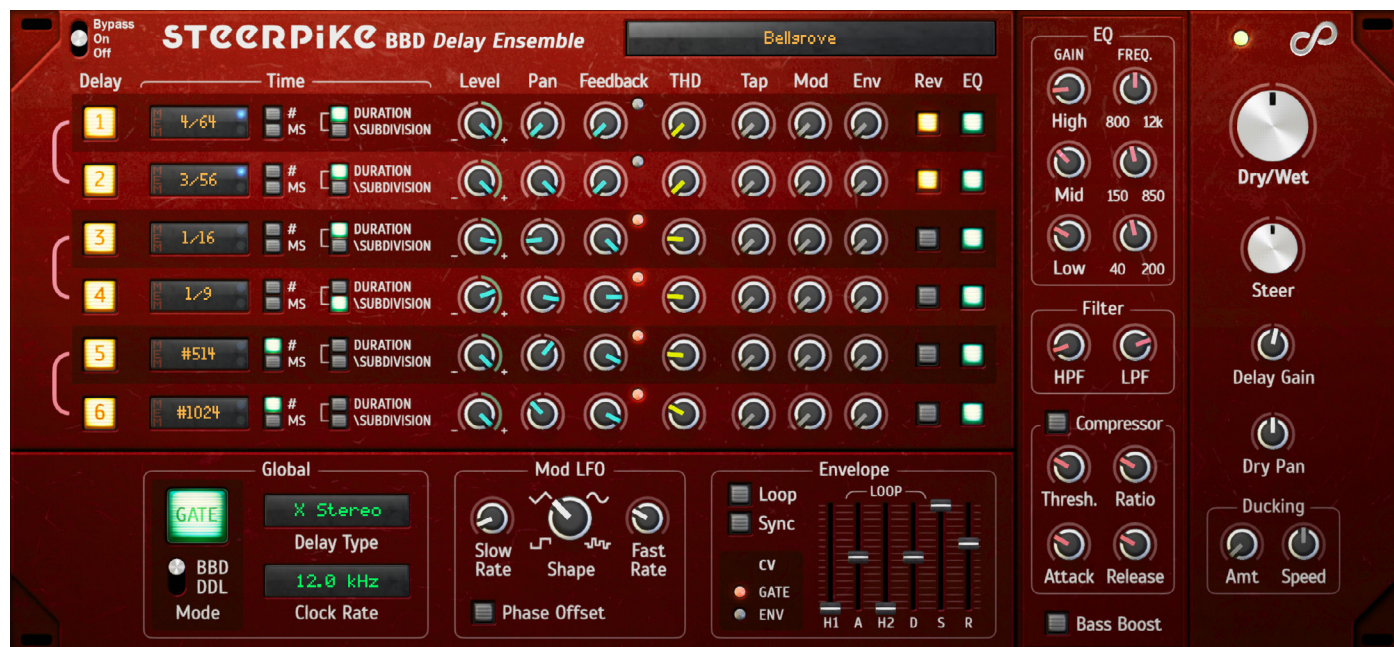 Bypass
On
Off
STEERPIKE BBD Delay Ensemble
Bellgrove
Delay Time Level Pan Feedback THD Tap Mod Env Rev EQ
1 MEM 4/64 # MS DURATION \SUBDIVISION
2 MEM 3/56 # MS DURATION \SUBDIVISION
3 MEM 1/16 # MS DURATION \SUBDIVISION
4 MEM 1/9 # MS DURATION \SUBDIVISION
5 MEM #514 # MS DURATION \SUBDIVISION
6 MEM #1024 # MS DURATION \SUBDIVISION
- +
- +
- +
- +
- +
- +
Global
GATE
BBD
DDL
Mode
X Stereo
Delay Type
12.0 kHz
Clock Rate
Mod LFO
Slow Rate
Shape
Fast Rate
Phase Offset
Envelope
Loop
Sync
LOOP
CV
GATE
ENV
H1 A H2 D S R
EQ
GAIN FREQ.
High 800 12k
Mid 150 850
Low 40 200
Filter
HPF LPF
Compressor
Thresh. Ratio
Attack Release
Bass Boost
Dry/Wet
Steer
Delay Gain
Dry Pan
Ducking
Amt Speed